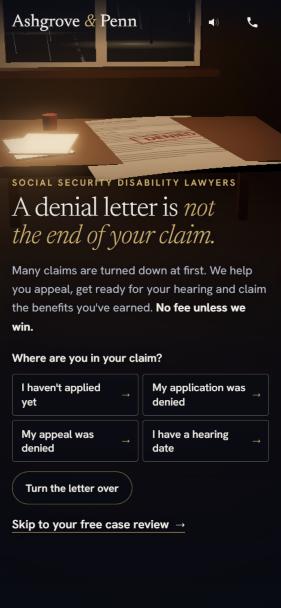 Ashgrove & Penn
DENIED
SOCIAL SECURITY DISABILITY LAWYERS
A denial letter is not
the end of your claim.
Many claims are turned down at first. We help
you appeal, get ready for your hearing and claim
the benefits you've earned. No fee unless we
win.
Where are you in your claim?
I haven't applied
yet →
My application was
denied →
My appeal was
denied →
I have a hearing
date →
Turn the letter over
Skip to your free case review →